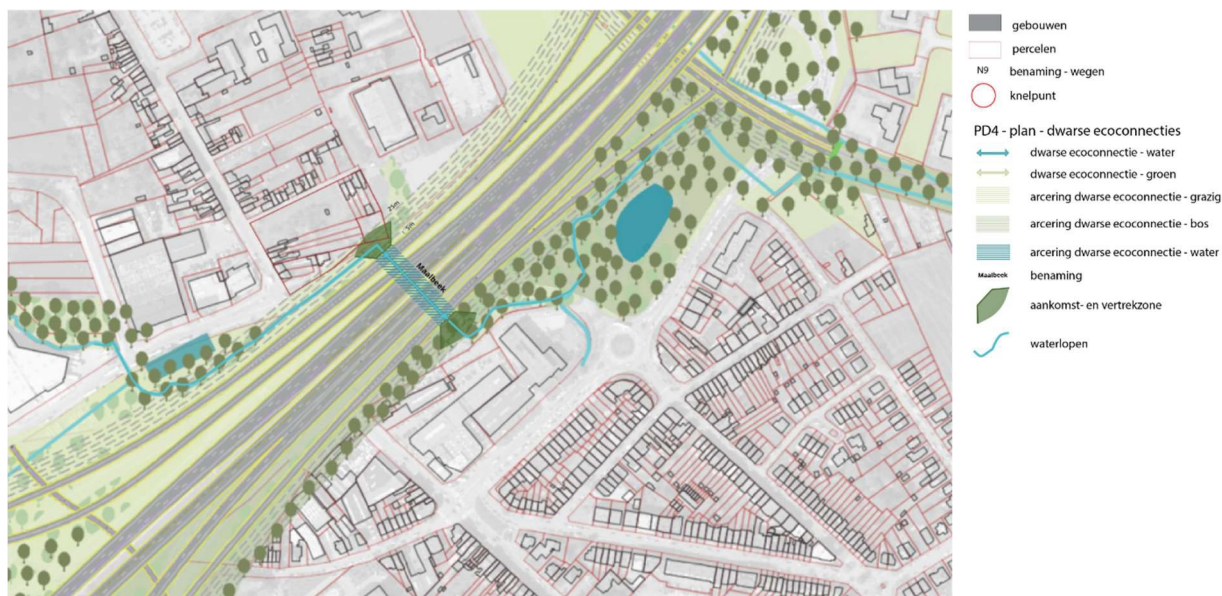 gebouwen
percelen
N9 benaming - wegen
knelpunt
PD4 - plan - dwarse ecoconnecties
dwarse ecoconnectie - water
dwarse ecoconnectie - groen
arcering dwarse ecoconnectie - grazig
arcering dwarse ecoconnectie - bos
arcering dwarse ecoconnectie - water
Maalbeek benaming
aankomst- en vertrekzone
waterlopen
25m
Maalbeek